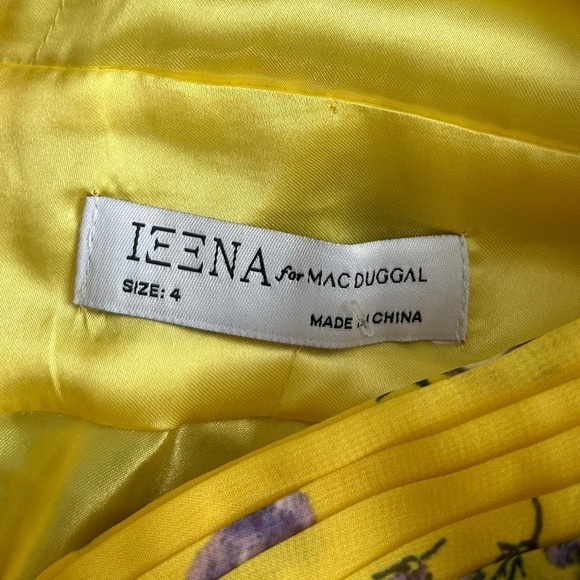 IEENA for MAC DUGGAL
SIZE: 4
MADE IN CHINA